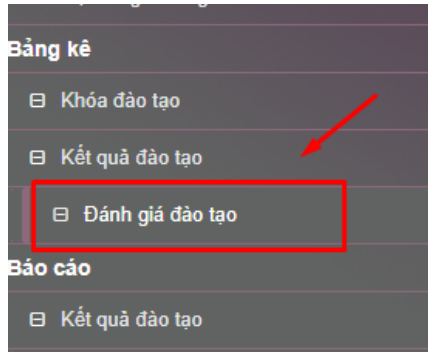 Bảng kê
Khóa đào tạo
Kết quả đào tạo
Đánh giá đào tạo
Báo cáo
Kết quả đào tạo